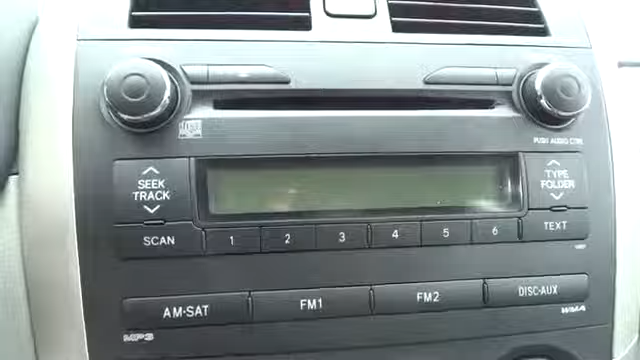 PUSH AUDIO CTRL
SEEK
TRACK
TYPE
FOLDER
SCAN
1 2 3 4 5 6
TEXT
AM·SAT
FM1
FM2
DISC·AUX
MP3
WMA